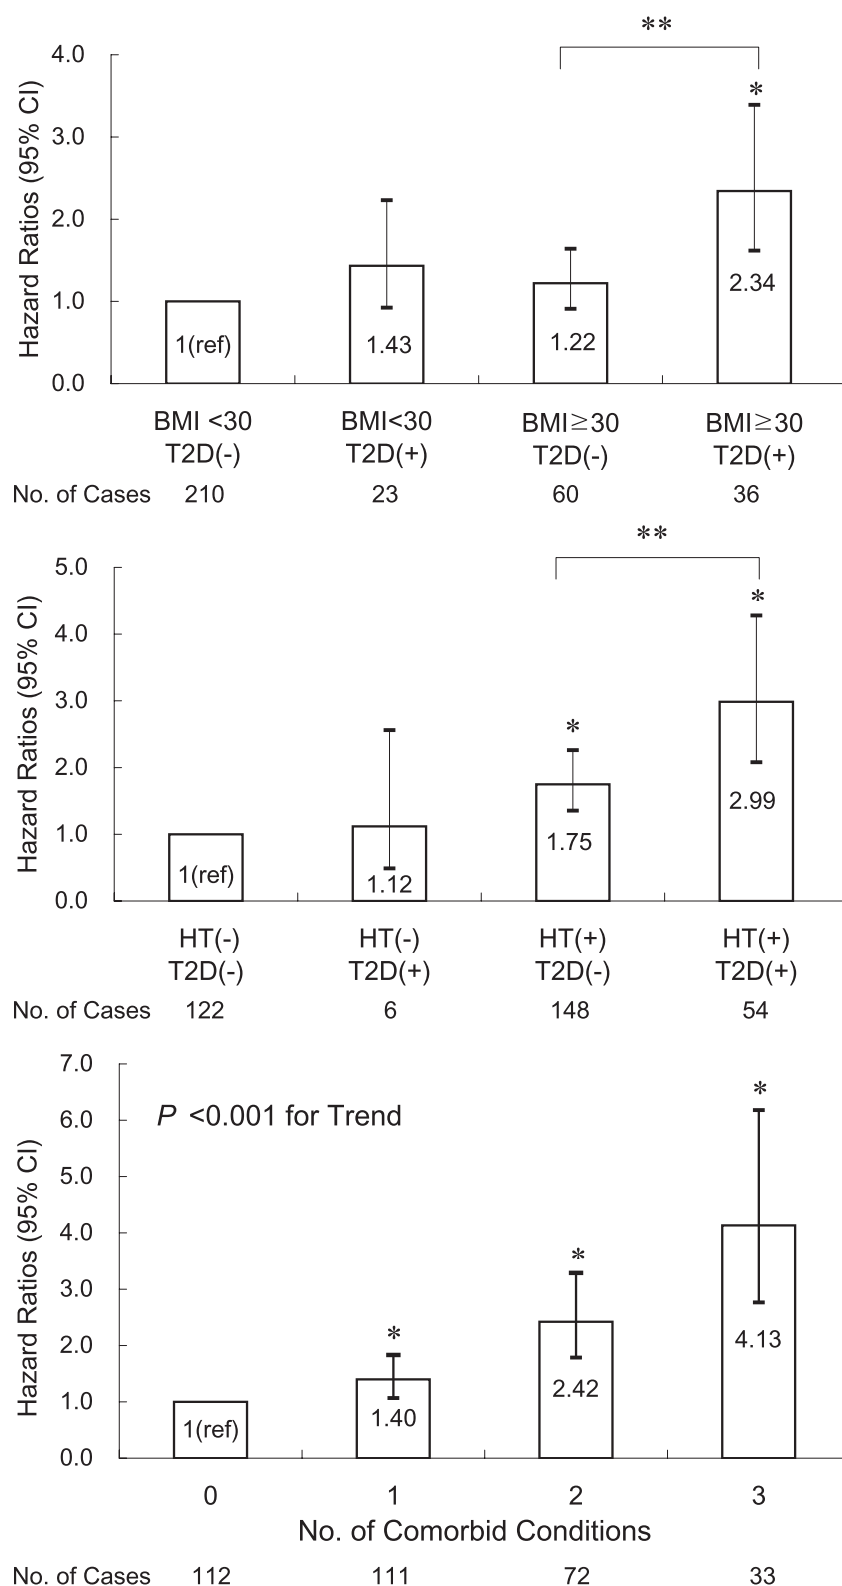 **
4.0
3.0
2.0
1.0
0.0
Hazard Ratios (95% CI)
*
1(ref) 1.43 1.22 2.34
BMI <30 BMI<30 BMI≥30 BMI≥30
T2D(-) T2D(+) T2D(-) T2D(+)
No. of Cases 210 23 60 36
**
5.0
4.0
3.0
2.0
1.0
0.0
Hazard Ratios (95% CI)
* *
1(ref) 1.12 1.75 2.99
HT(-) HT(-) HT(+) HT(+)
T2D(-) T2D(+) T2D(-) T2D(+)
No. of Cases 122 6 148 54
7.0
6.0
5.0
4.0
3.0
2.0
1.0
0.0
Hazard Ratios (95% CI)
P <0.001 for Trend
* * *
1(ref) 1.40 2.42 4.13
0 1 2 3
No. of Comorbid Conditions
No. of Cases 112 111 72 33